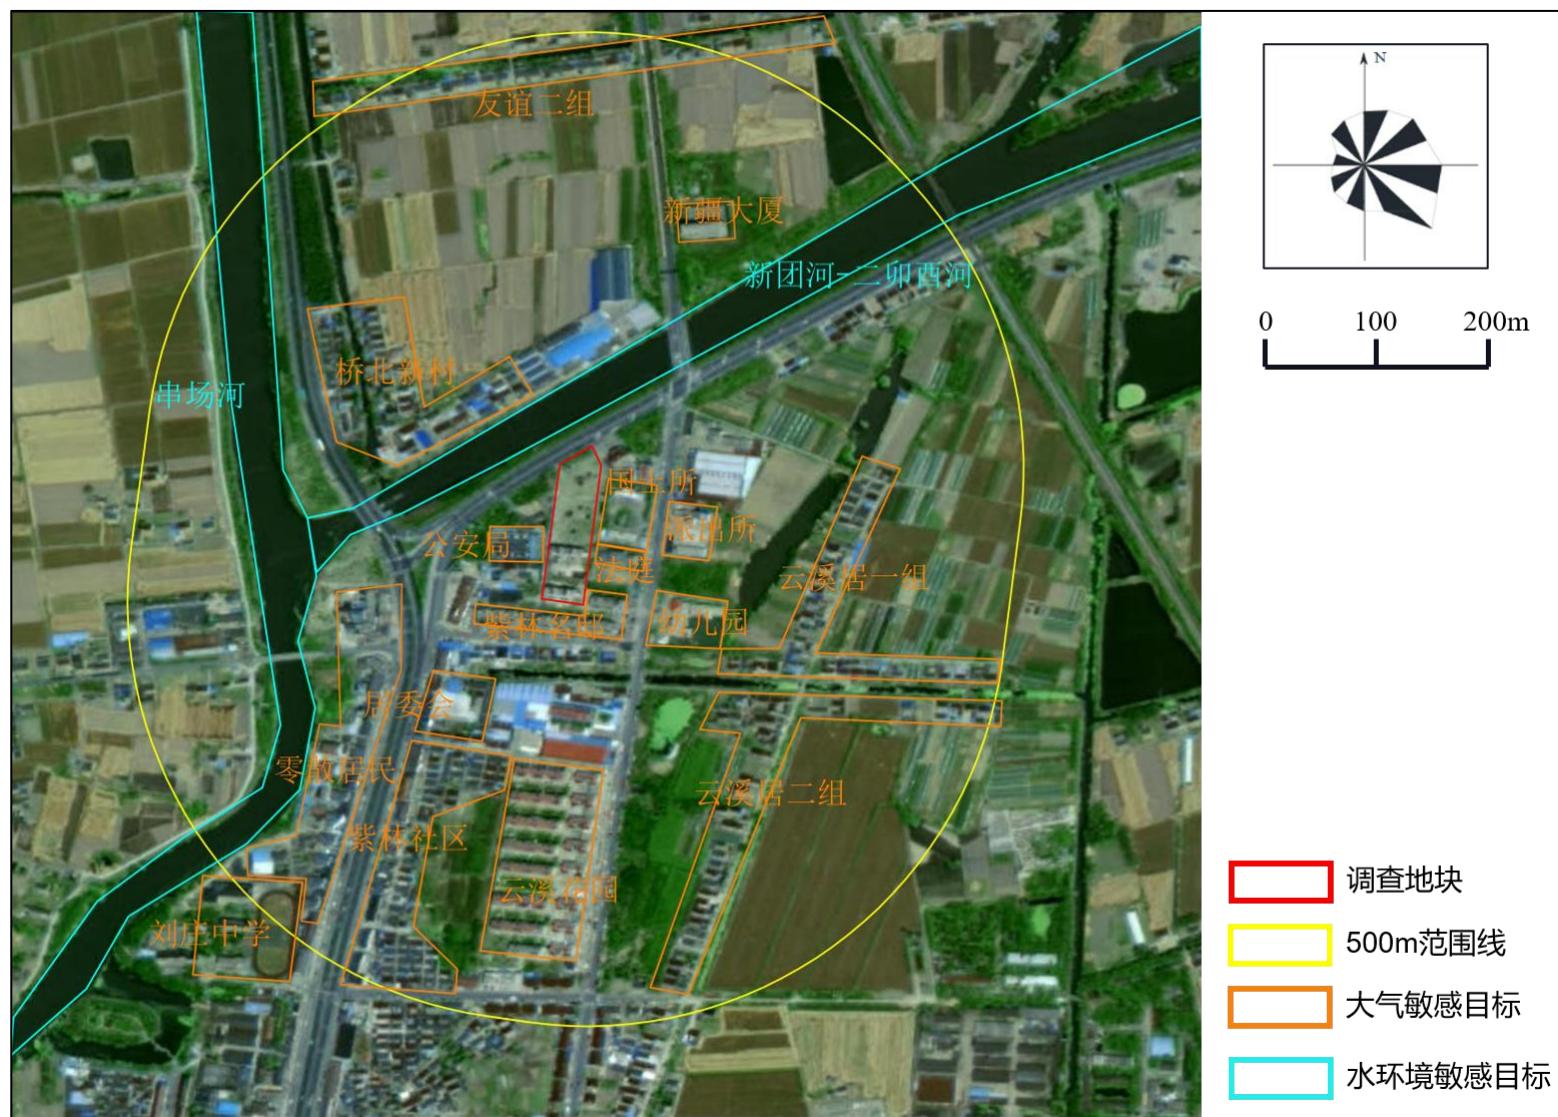 友谊二组
N
新疆大厦
新团河-二卯酉河
0 100 200m
桥北新村
串场河
国土所
派出所
公安局
法庭
云溪居一组
紫林名邸
幼儿园
居委会
零散居民
云溪居二组
紫林社区
云溪花园
刘庄中学
调查地块
500m范围线
大气敏感目标
水环境敏感目标